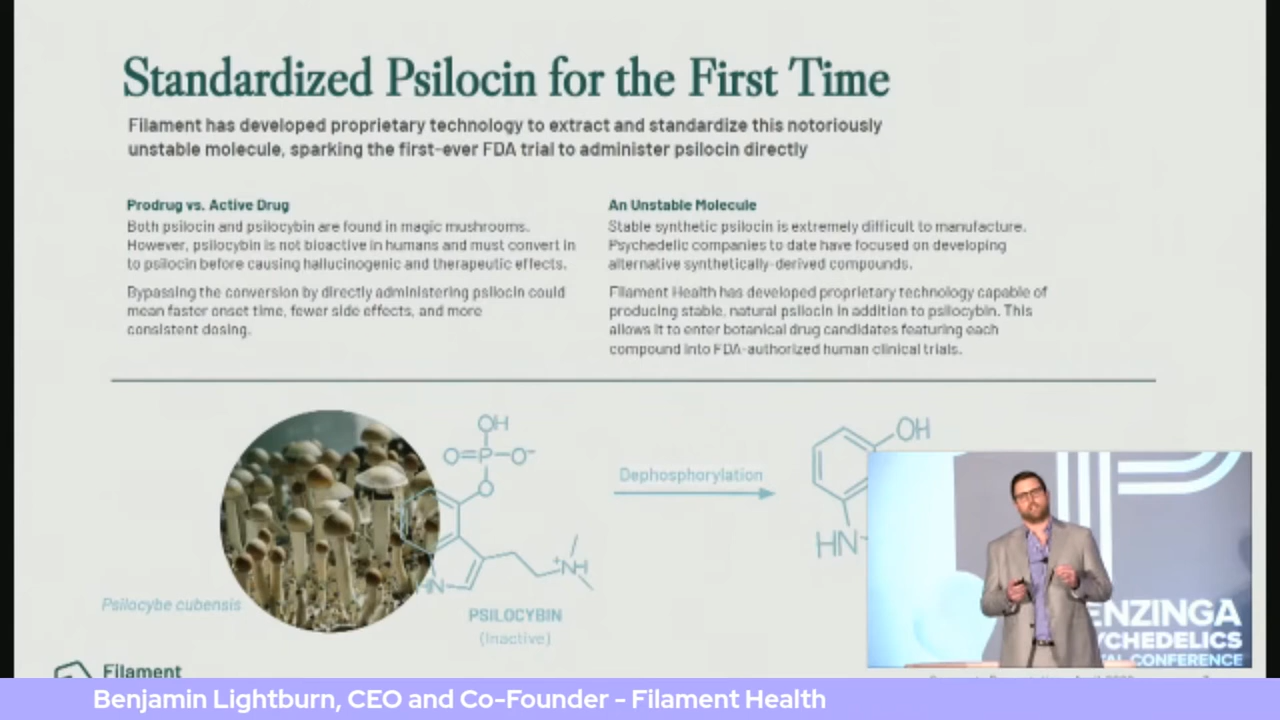 Standardized Psilocin for the First Time
Filament has developed proprietary technology to extract and standardize this notoriously
unstable molecule, sparking the first-ever FDA trial to administer psilocin directly
Prodrug vs. Active Drug
Both psilocin and psilocybin are found in magic mushrooms.
However, psilocybin is not bioactive in humans and must convert in
to psilocin before causing hallucinogenic and therapeutic effects.
Bypassing the conversion by directly administering psilocin could
mean faster onset time, fewer side effects, and more
consistent dosing.
An Unstable Molecule
Stable synthetic psilocin is extremely difficult to manufacture.
Psychedelic companies to date have focused on developing
alternative synthetically-derived compounds.
Filament Health has developed proprietary technology capable of
producing stable, natural psilocin in addition to psilocybin. This
allows it to enter botanical drug candidates featuring each
compound into FDA-authorized human clinical trials.
OH
O=P-O-
O
+NH
HN
Psilocybe cubensis
PSILOCYBIN
(Inactive)
Dephosphorylation
OH
HN
ENZINGA
YCHEDELICS
TAL CONFERENCE
Filament
Benjamin Lightburn, CEO and Co-Founder - Filament Health